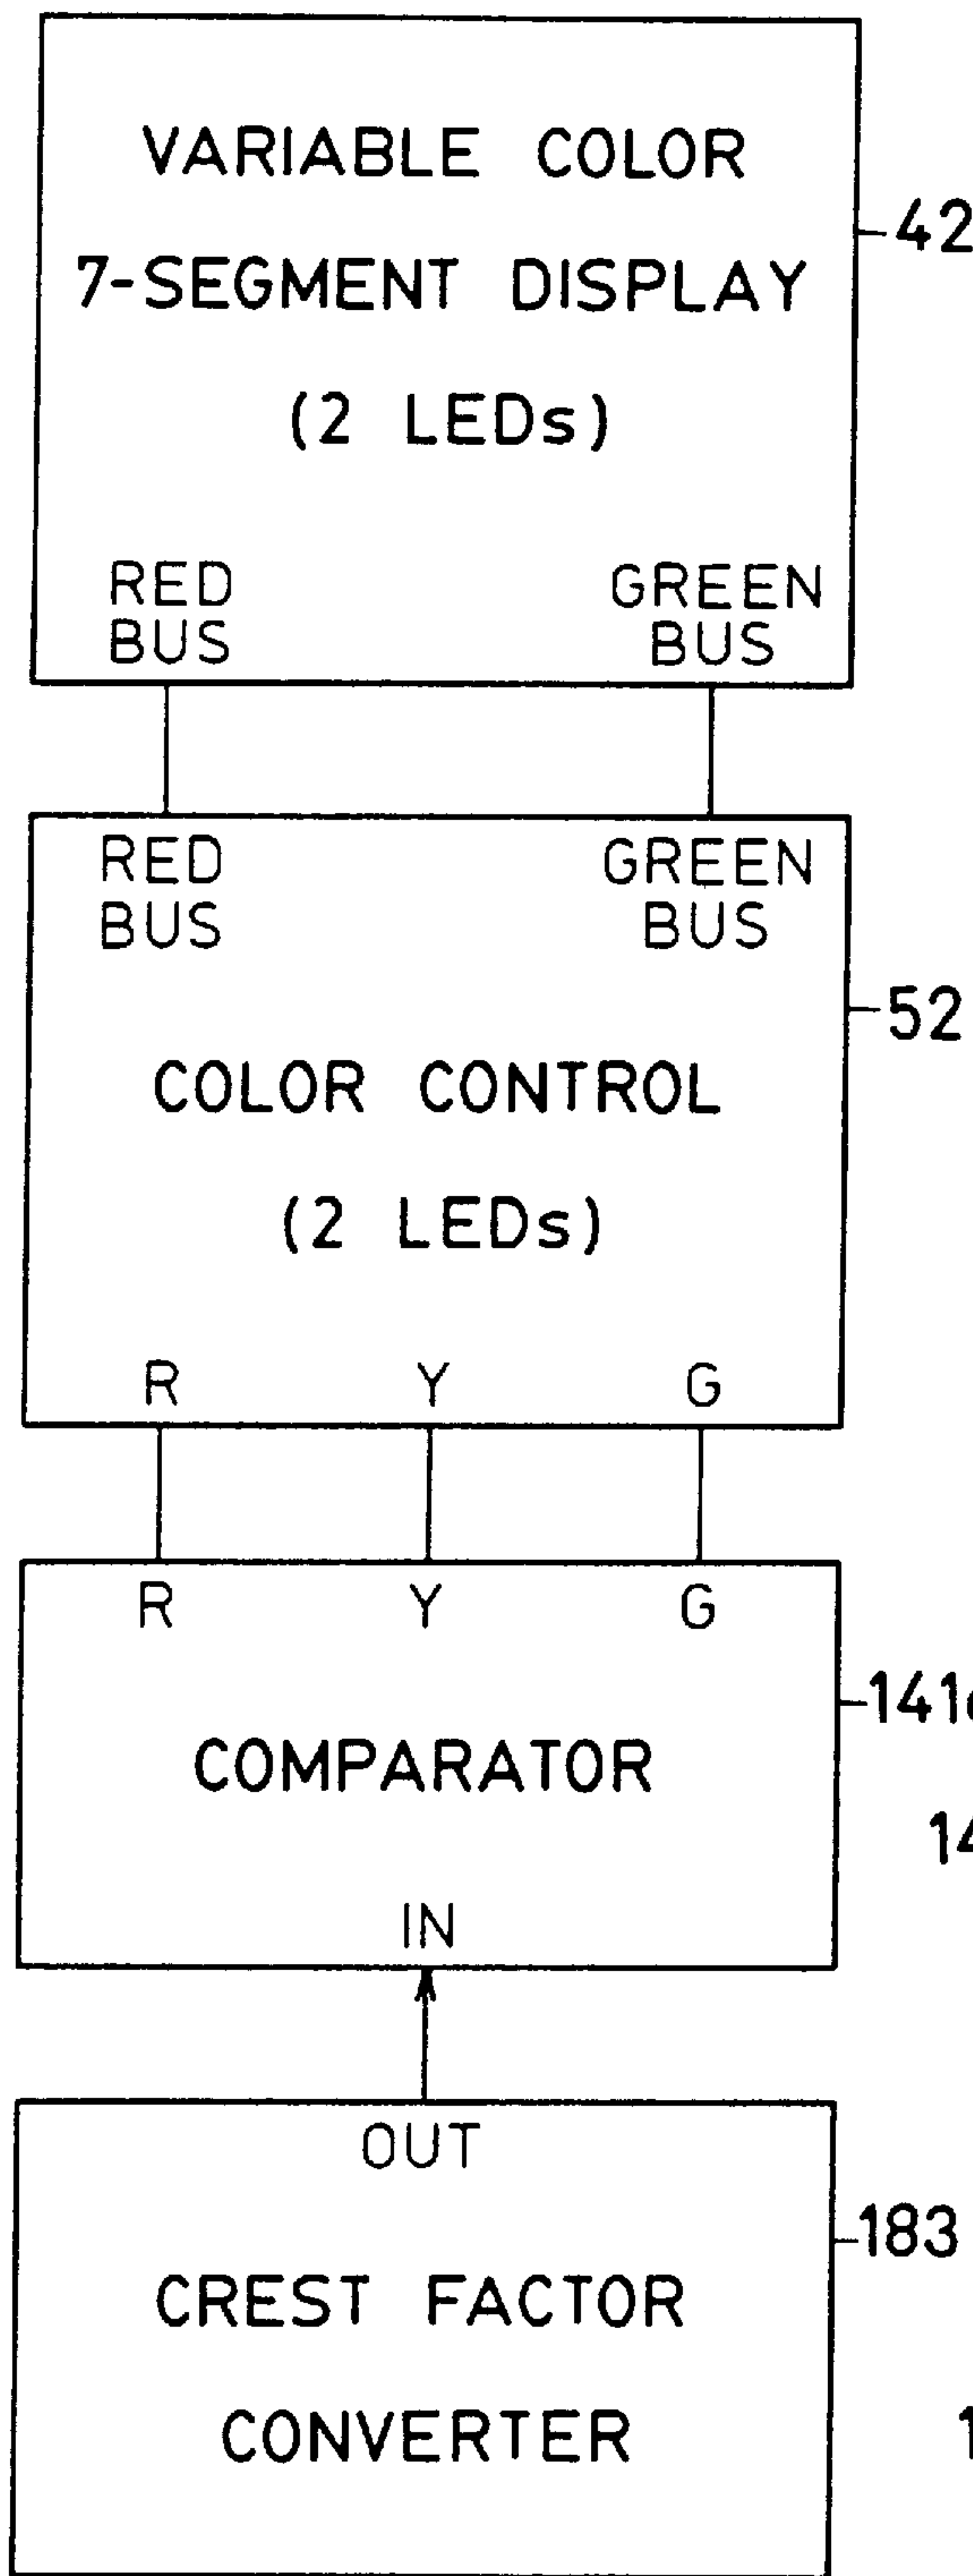 VARIABLE COLOR
42
7-SEGMENT DISPLAY
(2 LEDs)
RED GREEN
BUS BUS
RED GREEN
BUS BUS
52
COLOR CONTROL
(2 LEDs)
R Y G
R Y G
COMPARATOR
IN
OUT
183
CREST FACTOR
CONVERTER